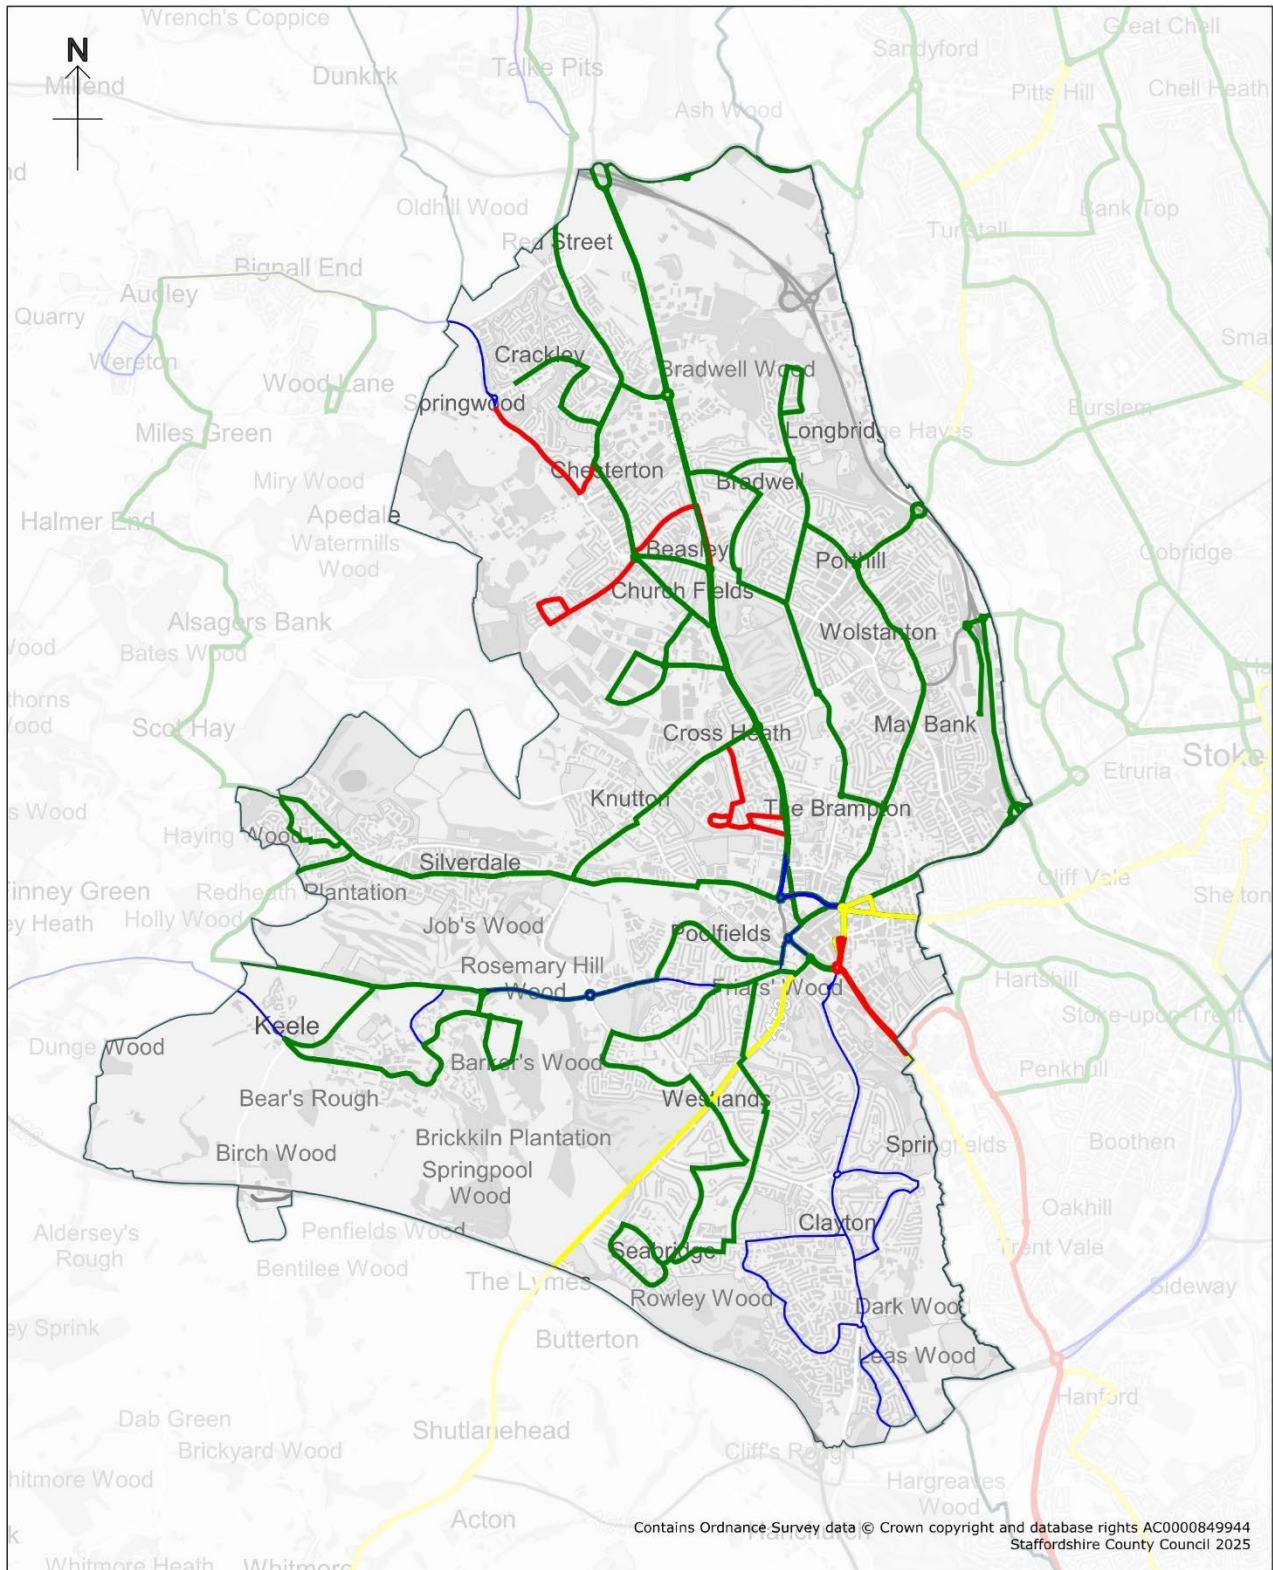 Wrench's Coppice
Great Chell
N
Sandyford
Talke Pits
Dunkirk
Millend
Pitts Hill
Chell Heath
Ash Wood
Oldhill Wood
Bank Top
Red Street
Bignall End
Audley
Quarry
Crackley
Wereton
Bradwell Wood
Wood Lane
Springwood
Burslem
Miles Green
Longbridge Hayes
Chesterton
Miry Wood
Bradwell
Halmer End
Apedale
Watermills
Wood
Beasley
Cobridge
Porthill
Church Fields
Alsagers Bank
Wolstanton
Bates Wood
Scot Hay
Cross Heath
May Bank
Stoke
Etruria
Knutton
The Brampton
s Wood
Haying Wood
Silverdale
Cliff Vale
Finney Green
Redheath Plantation
Shelton
ey Heath
Holly Wood
Job's Wood
Poolfields
Rosemary Hill
Wood
Hartshill
Friars' Wood
Stoke-upon-Trent
Keele
Dunge Wood
Barker's Wood
Penkhull
Bear's Rough
Westlands
Brickkiln Plantation
Springfields
Boothen
Birch Wood
Springpool
Wood
Oakhill
Clayton
Aldersey's
Rough
Penfields Wood
Seabridge
Trent Vale
Bentilee Wood
The Lymes
Sideway
Rowley Wood
Dark Wood
ey Sprink
Butterton
Leas Wood
Hanford
Dab Green
Shutlanehead
Brickyard Wood
Cliff's Rough
hitmore Wood
Hargreaves
Wood
Acton
Hanchurch
Contains Ordnance Survey data © Crown copyright and database rights AC0000849944
Staffordshire County Council 2025
Whitmore Heath
Whitmore